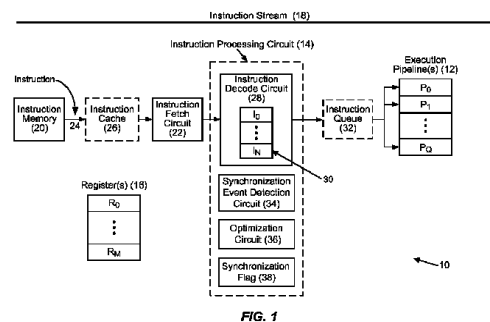 Instruction Stream (18)
Instruction Processing Circuit (14)
Execution
Pipeline(s) (12)
Instruction
Instruction
Memory
(20)
24
Instruction
Cache
(26)
Instruction
Fetch
Circuit
(22)
Instruction
Decode Circuit
(28)
I0
IN
30
Instruction
Queue
(32)
P0
P1
PQ
Register(s) (16)
R0
RM
Synchronization
Event Detection
Circuit (34)
Optimization
Circuit (36)
Synchronization
Flag (38)
10
FIG. 1